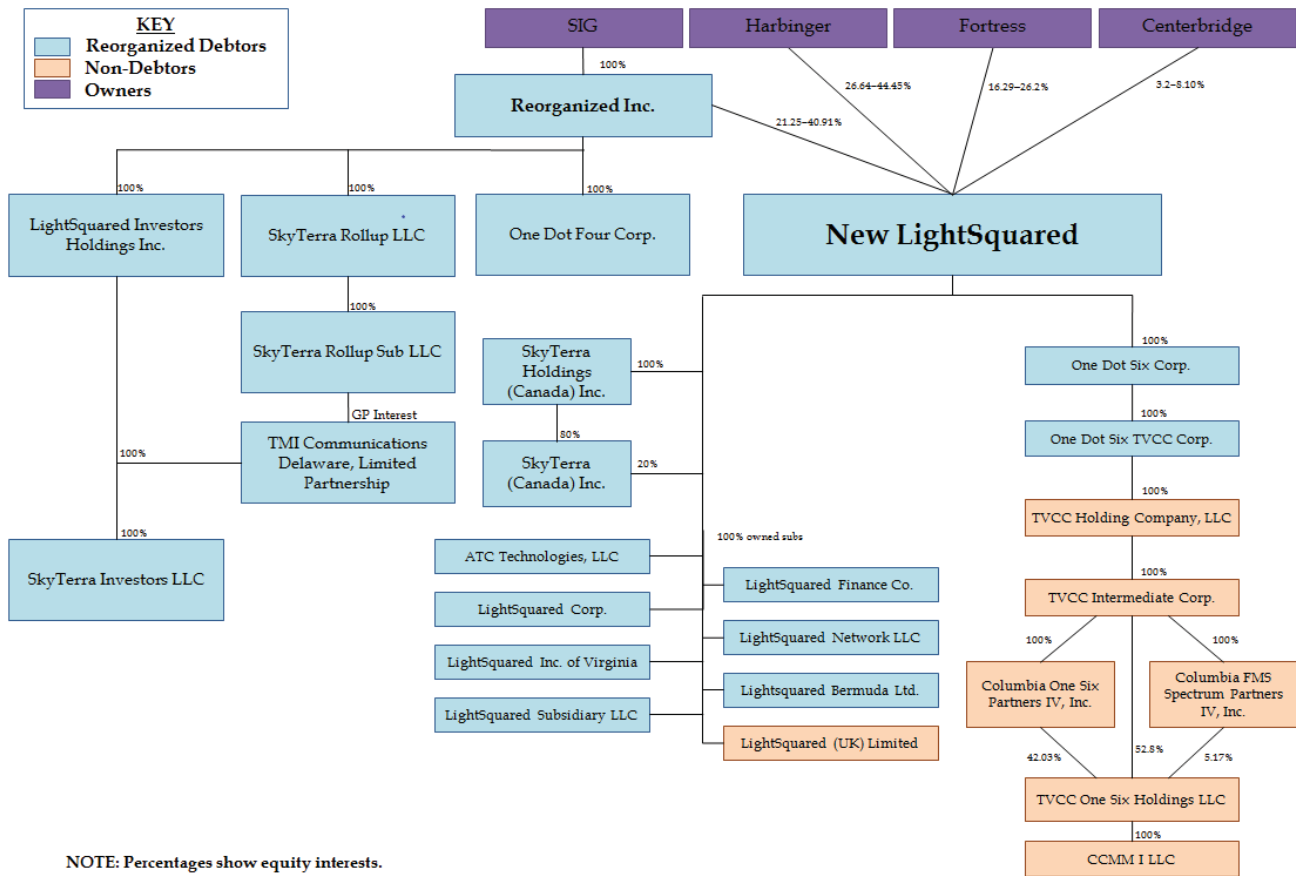 KEY
Reorganized Debtors
Non-Debtors
Owners
SIG
Harbinger
Fortress
Centerbridge
100%
26.64–44.45%
16.29–26.2%
3.2–8.10%
Reorganized Inc.
21.25–40.91%
100%
100%
100%
LightSquared Investors
Holdings Inc.
SkyTerra Rollup LLC
One Dot Four Corp.
New LightSquared
100%
SkyTerra Rollup Sub LLC
GP Interest
TMI Communications
Delaware, Limited
Partnership
100%
100%
SkyTerra Investors LLC
SkyTerra
Holdings
(Canada) Inc.
100%
80%
SkyTerra
(Canada) Inc.
20%
100% owned subs
ATC Technologies, LLC
LightSquared Finance Co.
LightSquared Corp.
LightSquared Network LLC
LightSquared Inc. of Virginia
Lightsquared Bermuda Ltd.
LightSquared Subsidiary LLC
LightSquared (UK) Limited
100%
One Dot Six Corp.
100%
One Dot Six TVCC Corp.
100%
TVCC Holding Company, LLC
100%
TVCC Intermediate Corp.
100%
100%
Columbia One Six
Partners IV, Inc.
Columbia FMS
Spectrum Partners
IV, Inc.
42.03%
52.8%
5.17%
TVCC One Six Holdings LLC
100%
CCMM I LLC
NOTE: Percentages show equity interests.